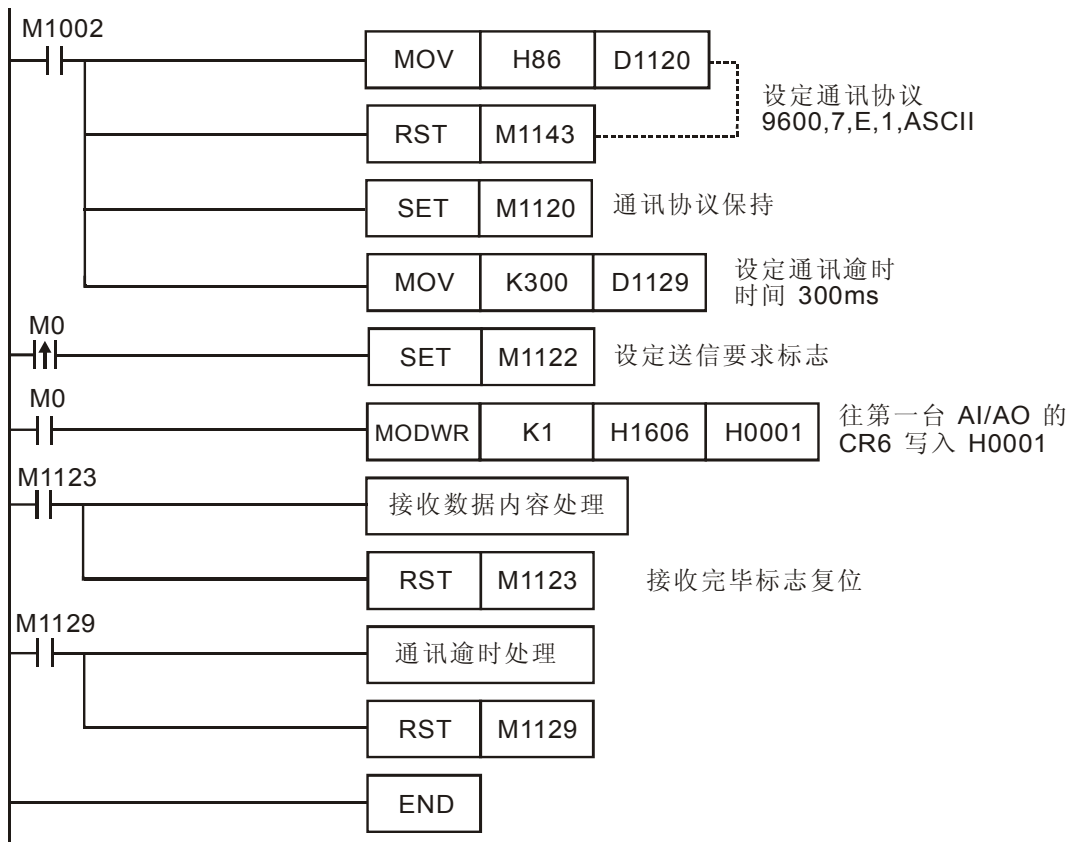 M1002
MOV H86 D1120
设定通讯协议
9600,7,E,1,ASCII
RST M1143
SET M1120 通讯协议保持
MOV K300 D1129
设定通讯逾时
时间 300ms
M0
SET M1122 设定送信要求标志
M0
MODWR K1 H1606 H0001
往第一台 AI/AO 的
CR6 写入 H0001
M1123
接收数据内容处理
RST M1123 接收完毕标志复位
M1129
通讯逾时处理
RST M1129
END